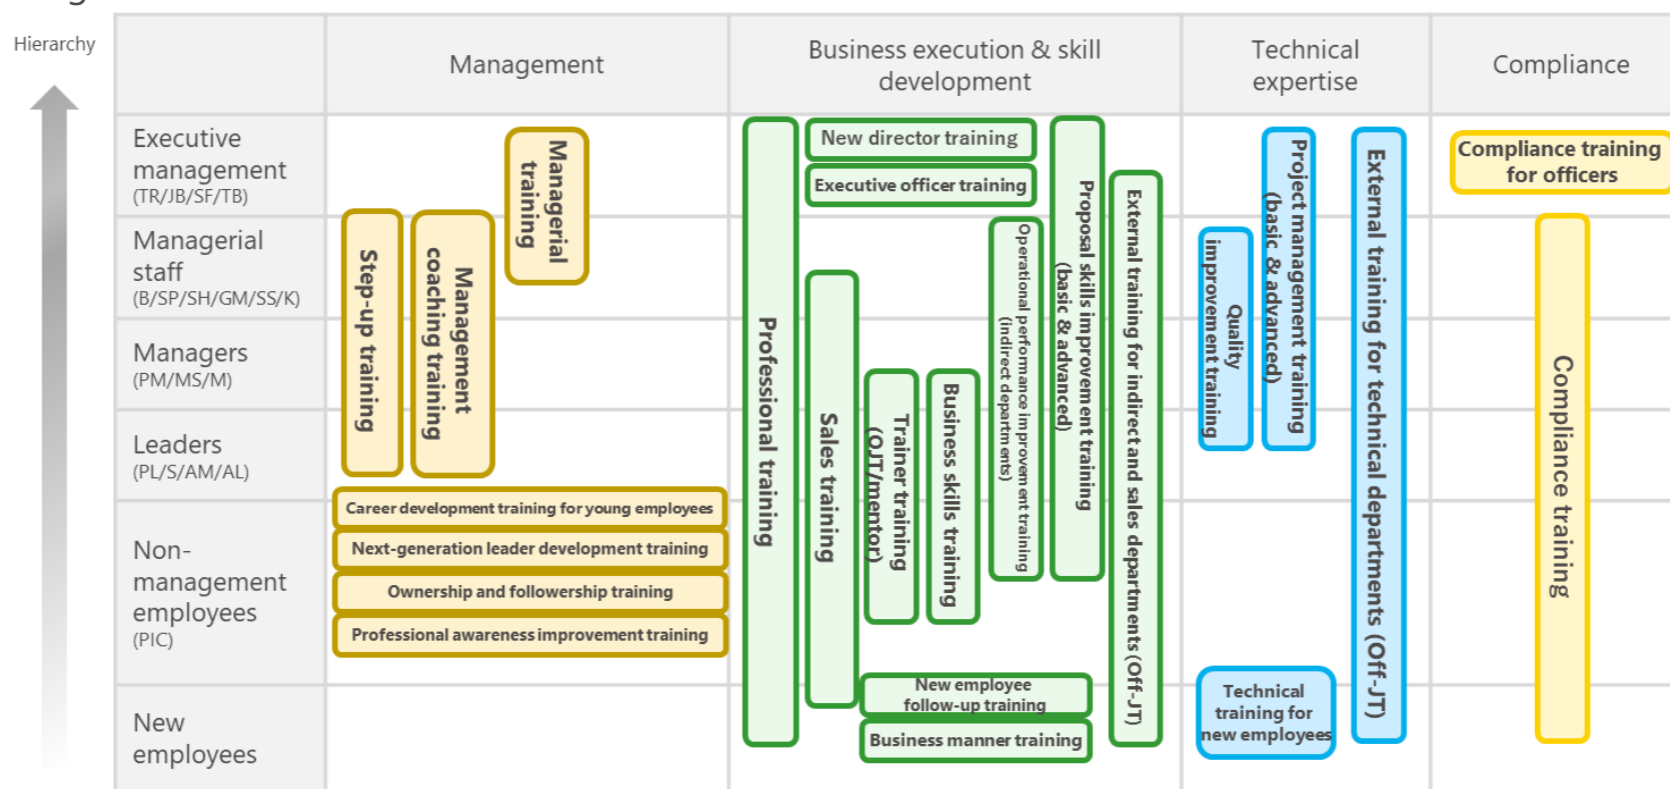 Hierarchy
Management
Business execution & skill
development
Technical
expertise
Compliance
Executive
management
(TR/JB/SF/TB)
Managerial
staff
(B/SP/SH/GM/SS/K)
Managers
(PM/MS/M)
Leaders
(PL/S/AM/AL)
Non-
management
employees
(PIC)
New
employees
Step-up training
Management
coaching training
Managerial
training
Career development training for young employees
Next-generation leader development training
Ownership and followership training
Professional awareness improvement training
Professional training
New director training
Executive officer training
Sales training
Trainer training
(OJT/mentor)
Business skills training
Operational performance improvement training
(indirect departments)
Proposal skills improvement training
(basic & advanced)
External training for indirect and sales departments (Off-JT)
New employee
follow-up training
Business manner training
Quality
improvement training
Project management training
(basic & advanced)
External training for technical departments (Off-JT)
Technical
training for
new employees
Compliance training
for officers
Compliance training